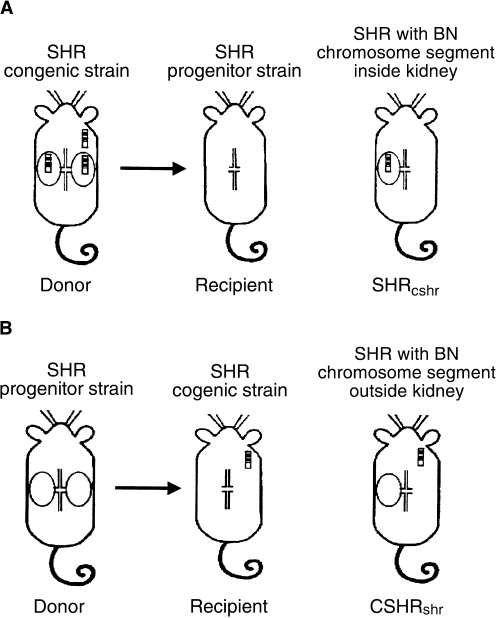 A
SHR
congenic strain
SHR
progenitor strain
SHR with BN
chromosome segment
inside kidney
Donor
Recipient
SHRcshr
B
SHR
progenitor strain
SHR
cogenic strain
SHR with BN
chromosome segment
outside kidney
Donor
Recipient
CSHRshr